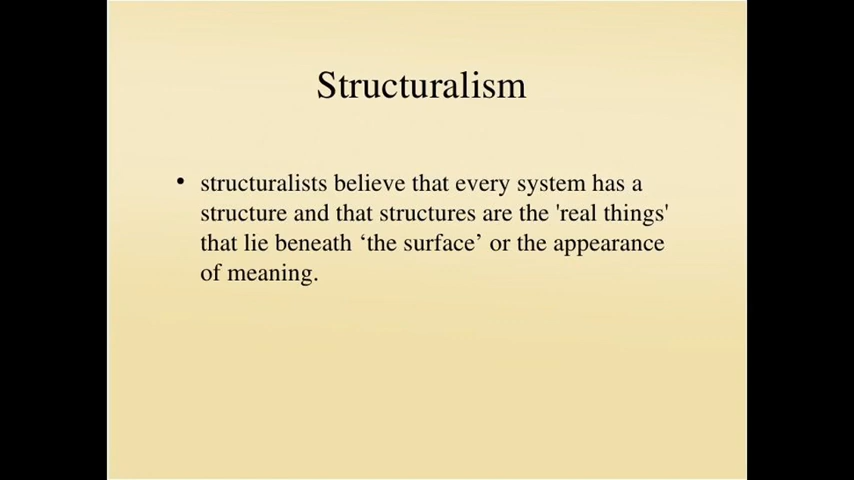 Structuralism
• structuralists believe that every system has a
structure and that structures are the 'real things'
that lie beneath ‘the surface’ or the appearance
of meaning.